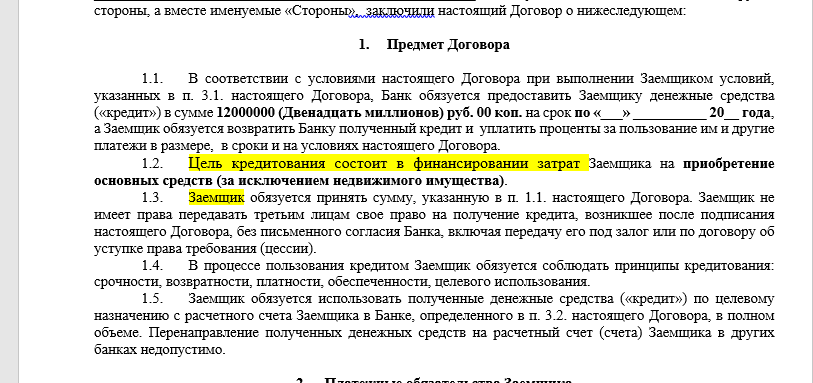 стороны, а вместе именуемые «Стороны», заключили настоящий Договор о нижеследующем:
1. Предмет Договора
1.1. В соответствии с условиями настоящего Договора при выполнении Заемщиком условий,
указанных в п. 3.1. настоящего Договора, Банк обязуется предоставить Заемщику денежные средства
(«кредит») в сумме 12000000 (Двенадцать миллионов) руб. 00 коп. на срок по «___» ___________ 20__ года,
а Заемщик обязуется возвратить Банку полученный кредит и уплатить проценты за пользование им и другие
платежи в размере, в сроки и на условиях настоящего Договора.
1.2. Цель кредитования состоит в финансировании затрат Заемщика на приобретение
основных средств (за исключением недвижимого имущества).
1.3. Заемщик обязуется принять сумму, указанную в п. 1.1. настоящего Договора. Заемщик не
имеет права передавать третьим лицам свое право на получение кредита, возникшее после подписания
настоящего Договора, без письменного согласия Банка, включая передачу его под залог или по договору об
уступке права требования (цессии).
1.4. В процессе пользования кредитом Заемщик обязуется соблюдать принципы кредитования:
срочности, возвратности, платности, обеспеченности, целевого использования.
1.5. Заемщик обязуется использовать полученные денежные средства («кредит») по целевому
назначению с расчетного счета Заемщика в Банке, определенного в п. 3.2. настоящего Договора, в полном
объеме. Перенаправление полученных денежных средств на расчетный счет (счета) Заемщика в других
банках недопустимо.
2. Платежные обязательства Заемщика